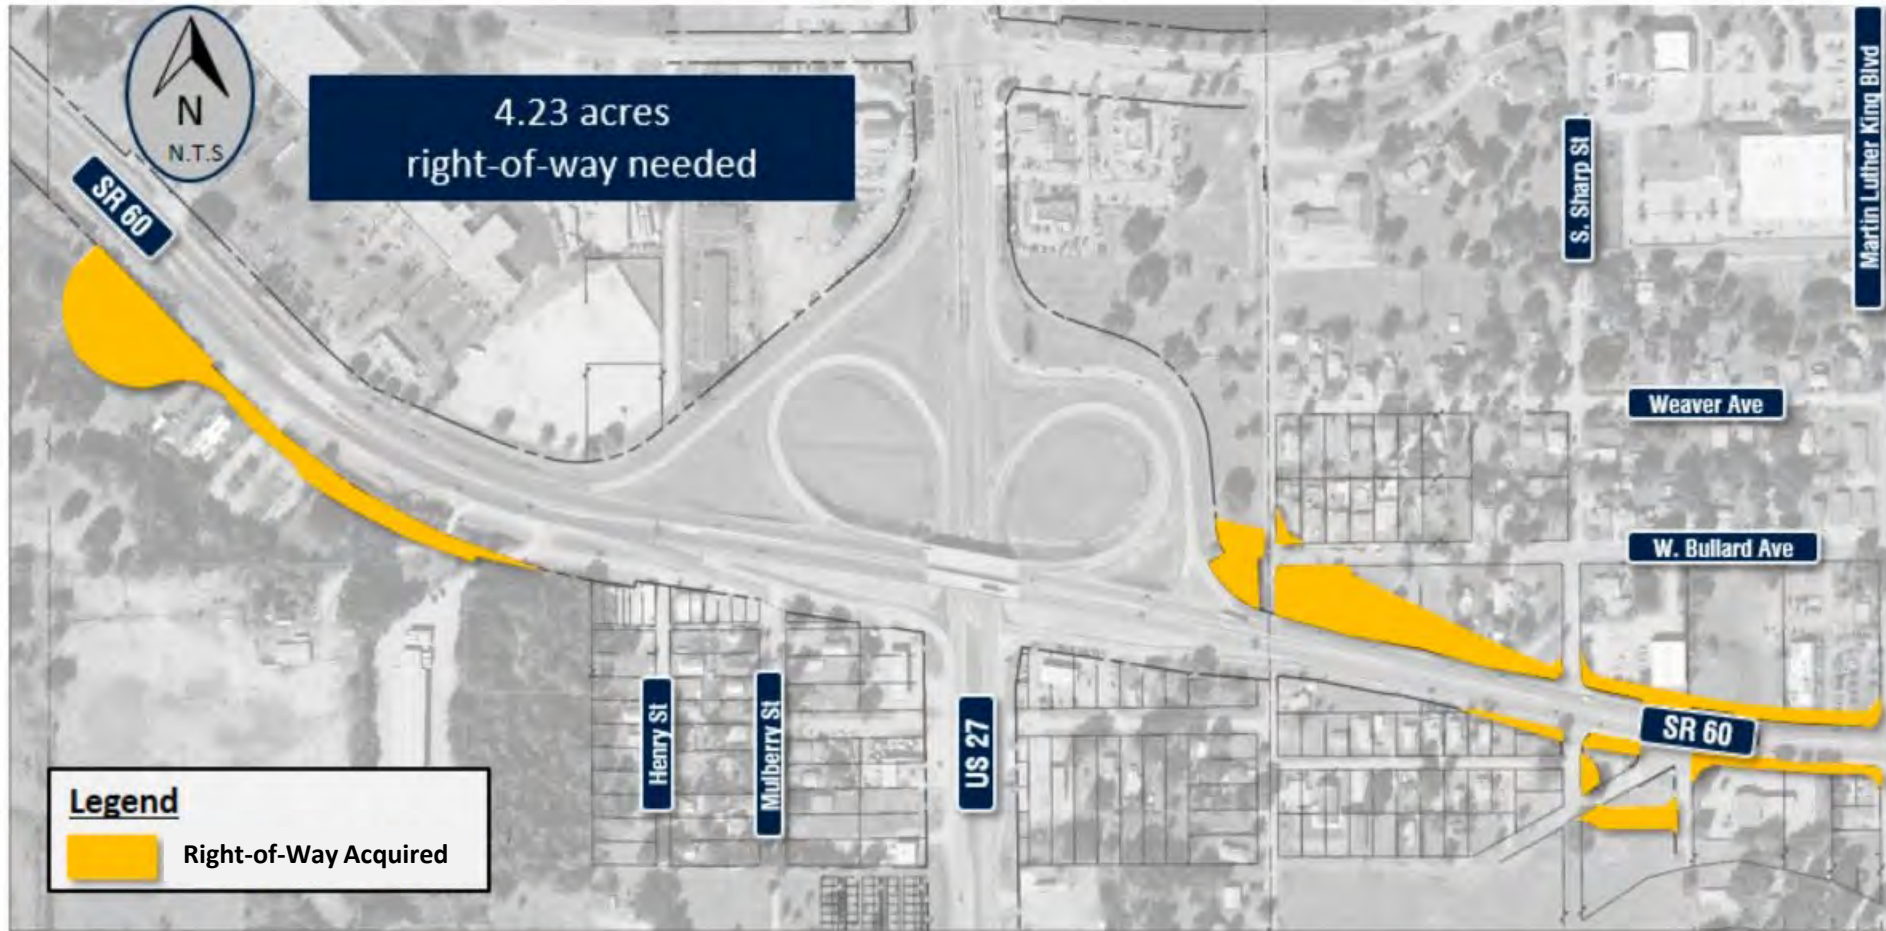 N
N.T.S
4.23 acres
right-of-way needed
SR 60
S. Sharp St
Martin Luther King Blvd
Weaver Ave
W. Bullard Ave
Henry St
Mulberry St
US 27
SR 60
Legend
Right-of-Way Acquired